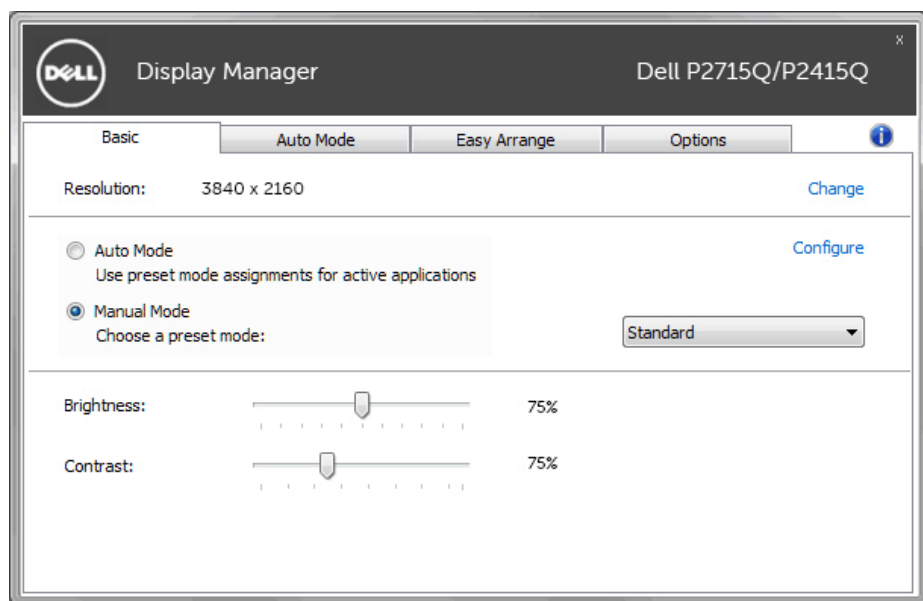 x
DELL Display Manager Dell P2715Q/P2415Q
Basic Auto Mode Easy Arrange Options i
Resolution: 3840 x 2160 Change
Auto Mode Configure
Use preset mode assignments for active applications
Manual Mode
Choose a preset mode: Standard
Brightness: 75%
Contrast: 75%